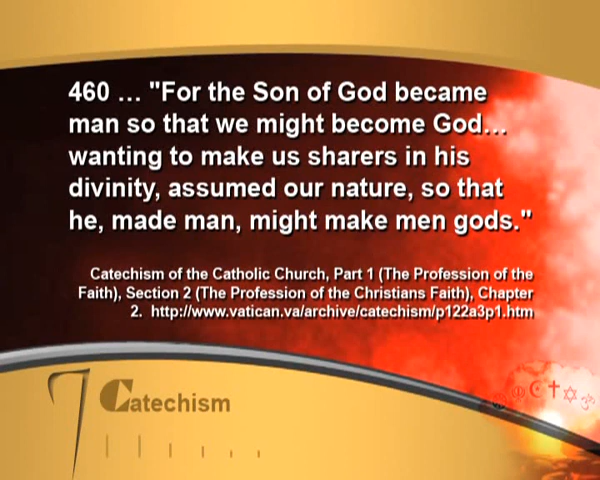 460 ... "For the Son of God became
man so that we might become God...
wanting to make us sharers in his
divinity, assumed our nature, so that
he, made man, might make men gods."
Catechism of the Catholic Church, Part 1 (The Profession of the
Faith), Section 2 (The Profession of the Christians Faith), Chapter
2. http://www.vatican.va/archive/catechism/p122a3p1.htm
Catechism